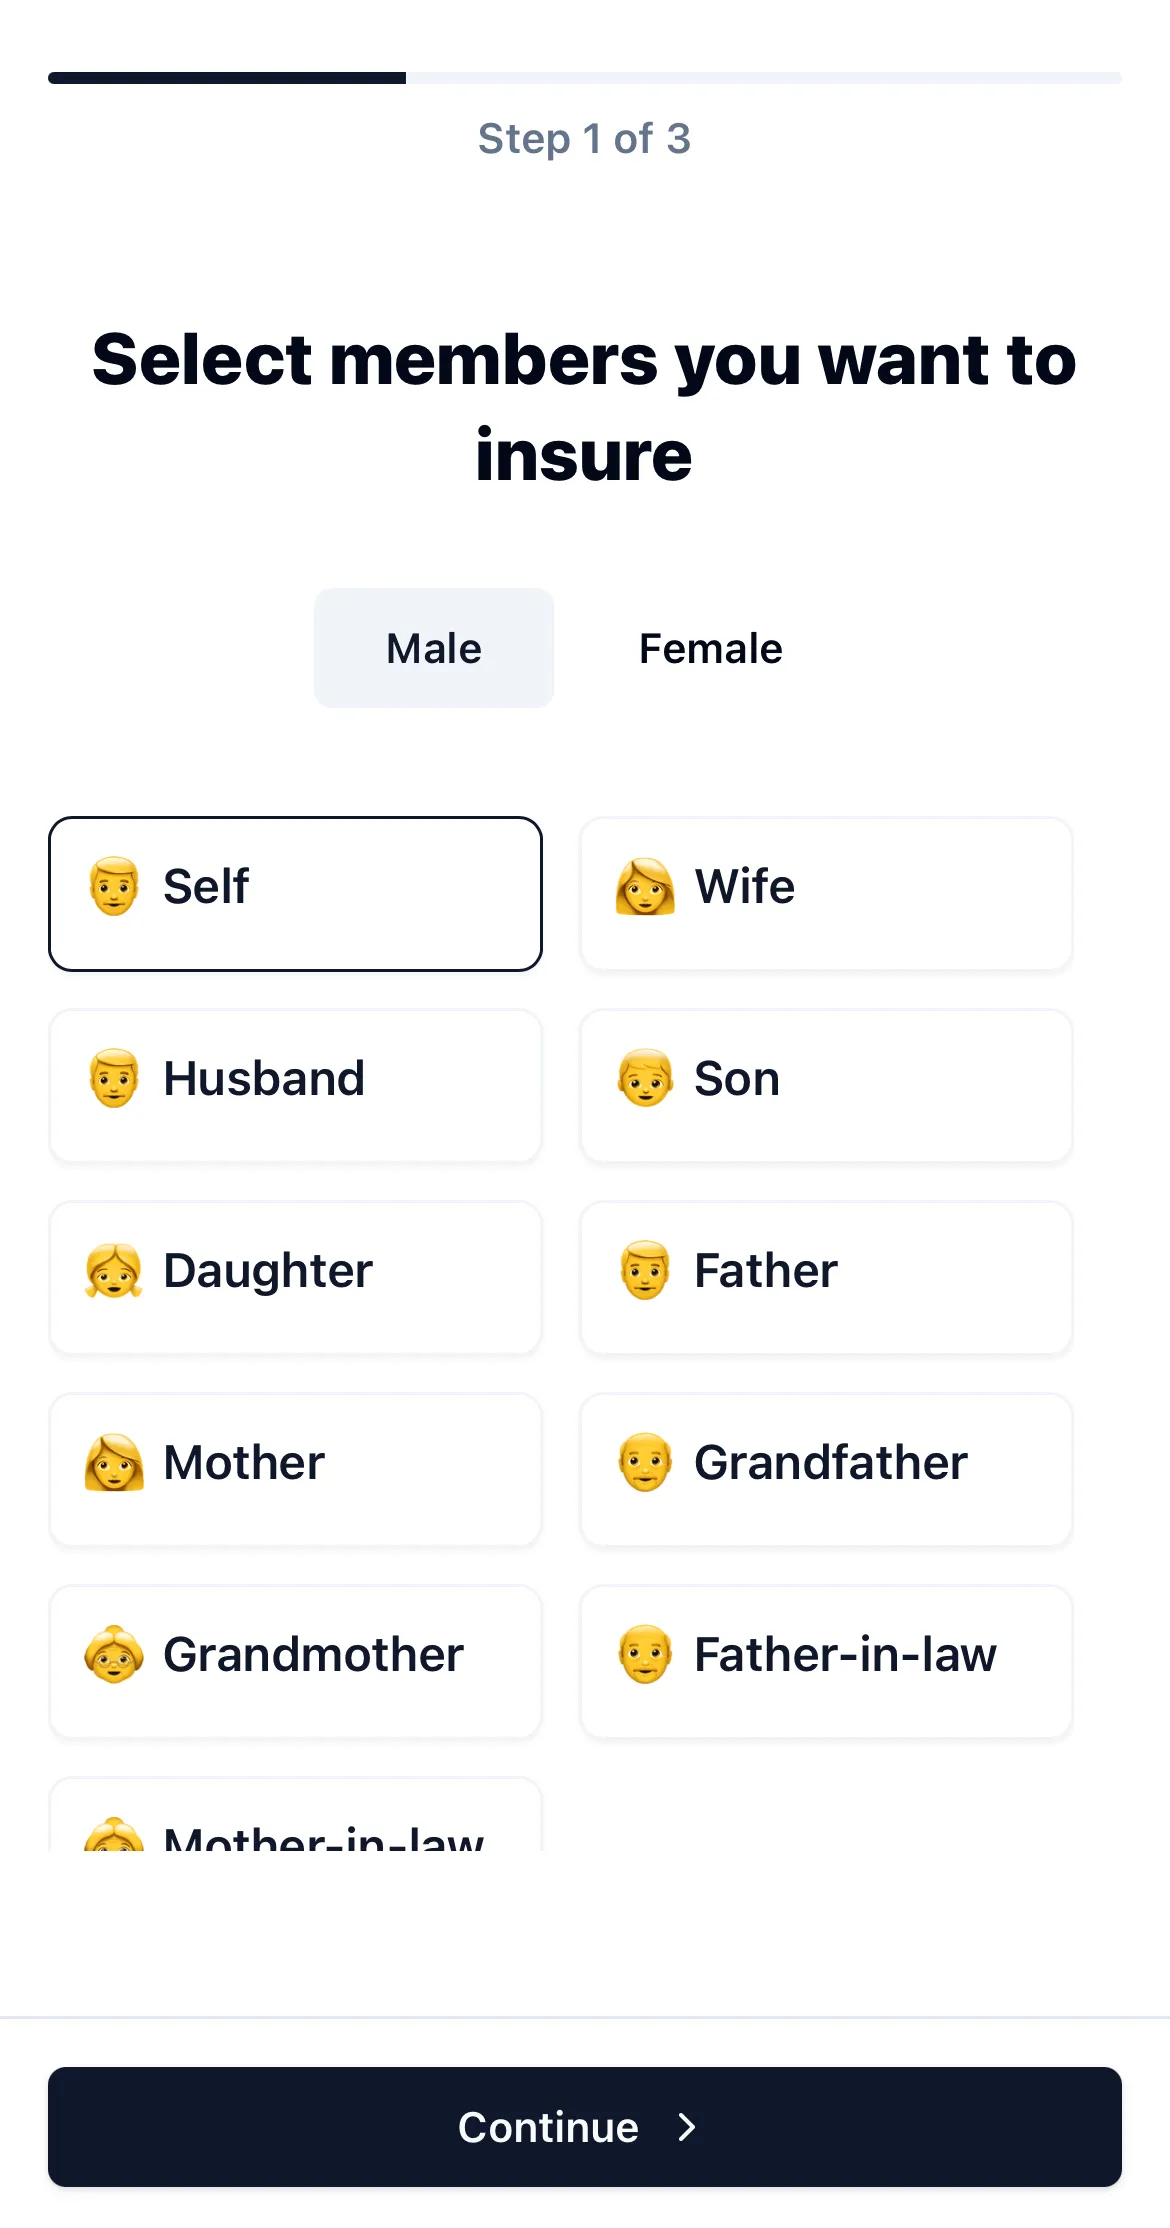 Step 1 of 3
Select members you want to
insure
Male Female
Self Wife
Husband Son
Daughter Father
Mother Grandfather
Grandmother Father-in-law
Mother-in-law
Continue